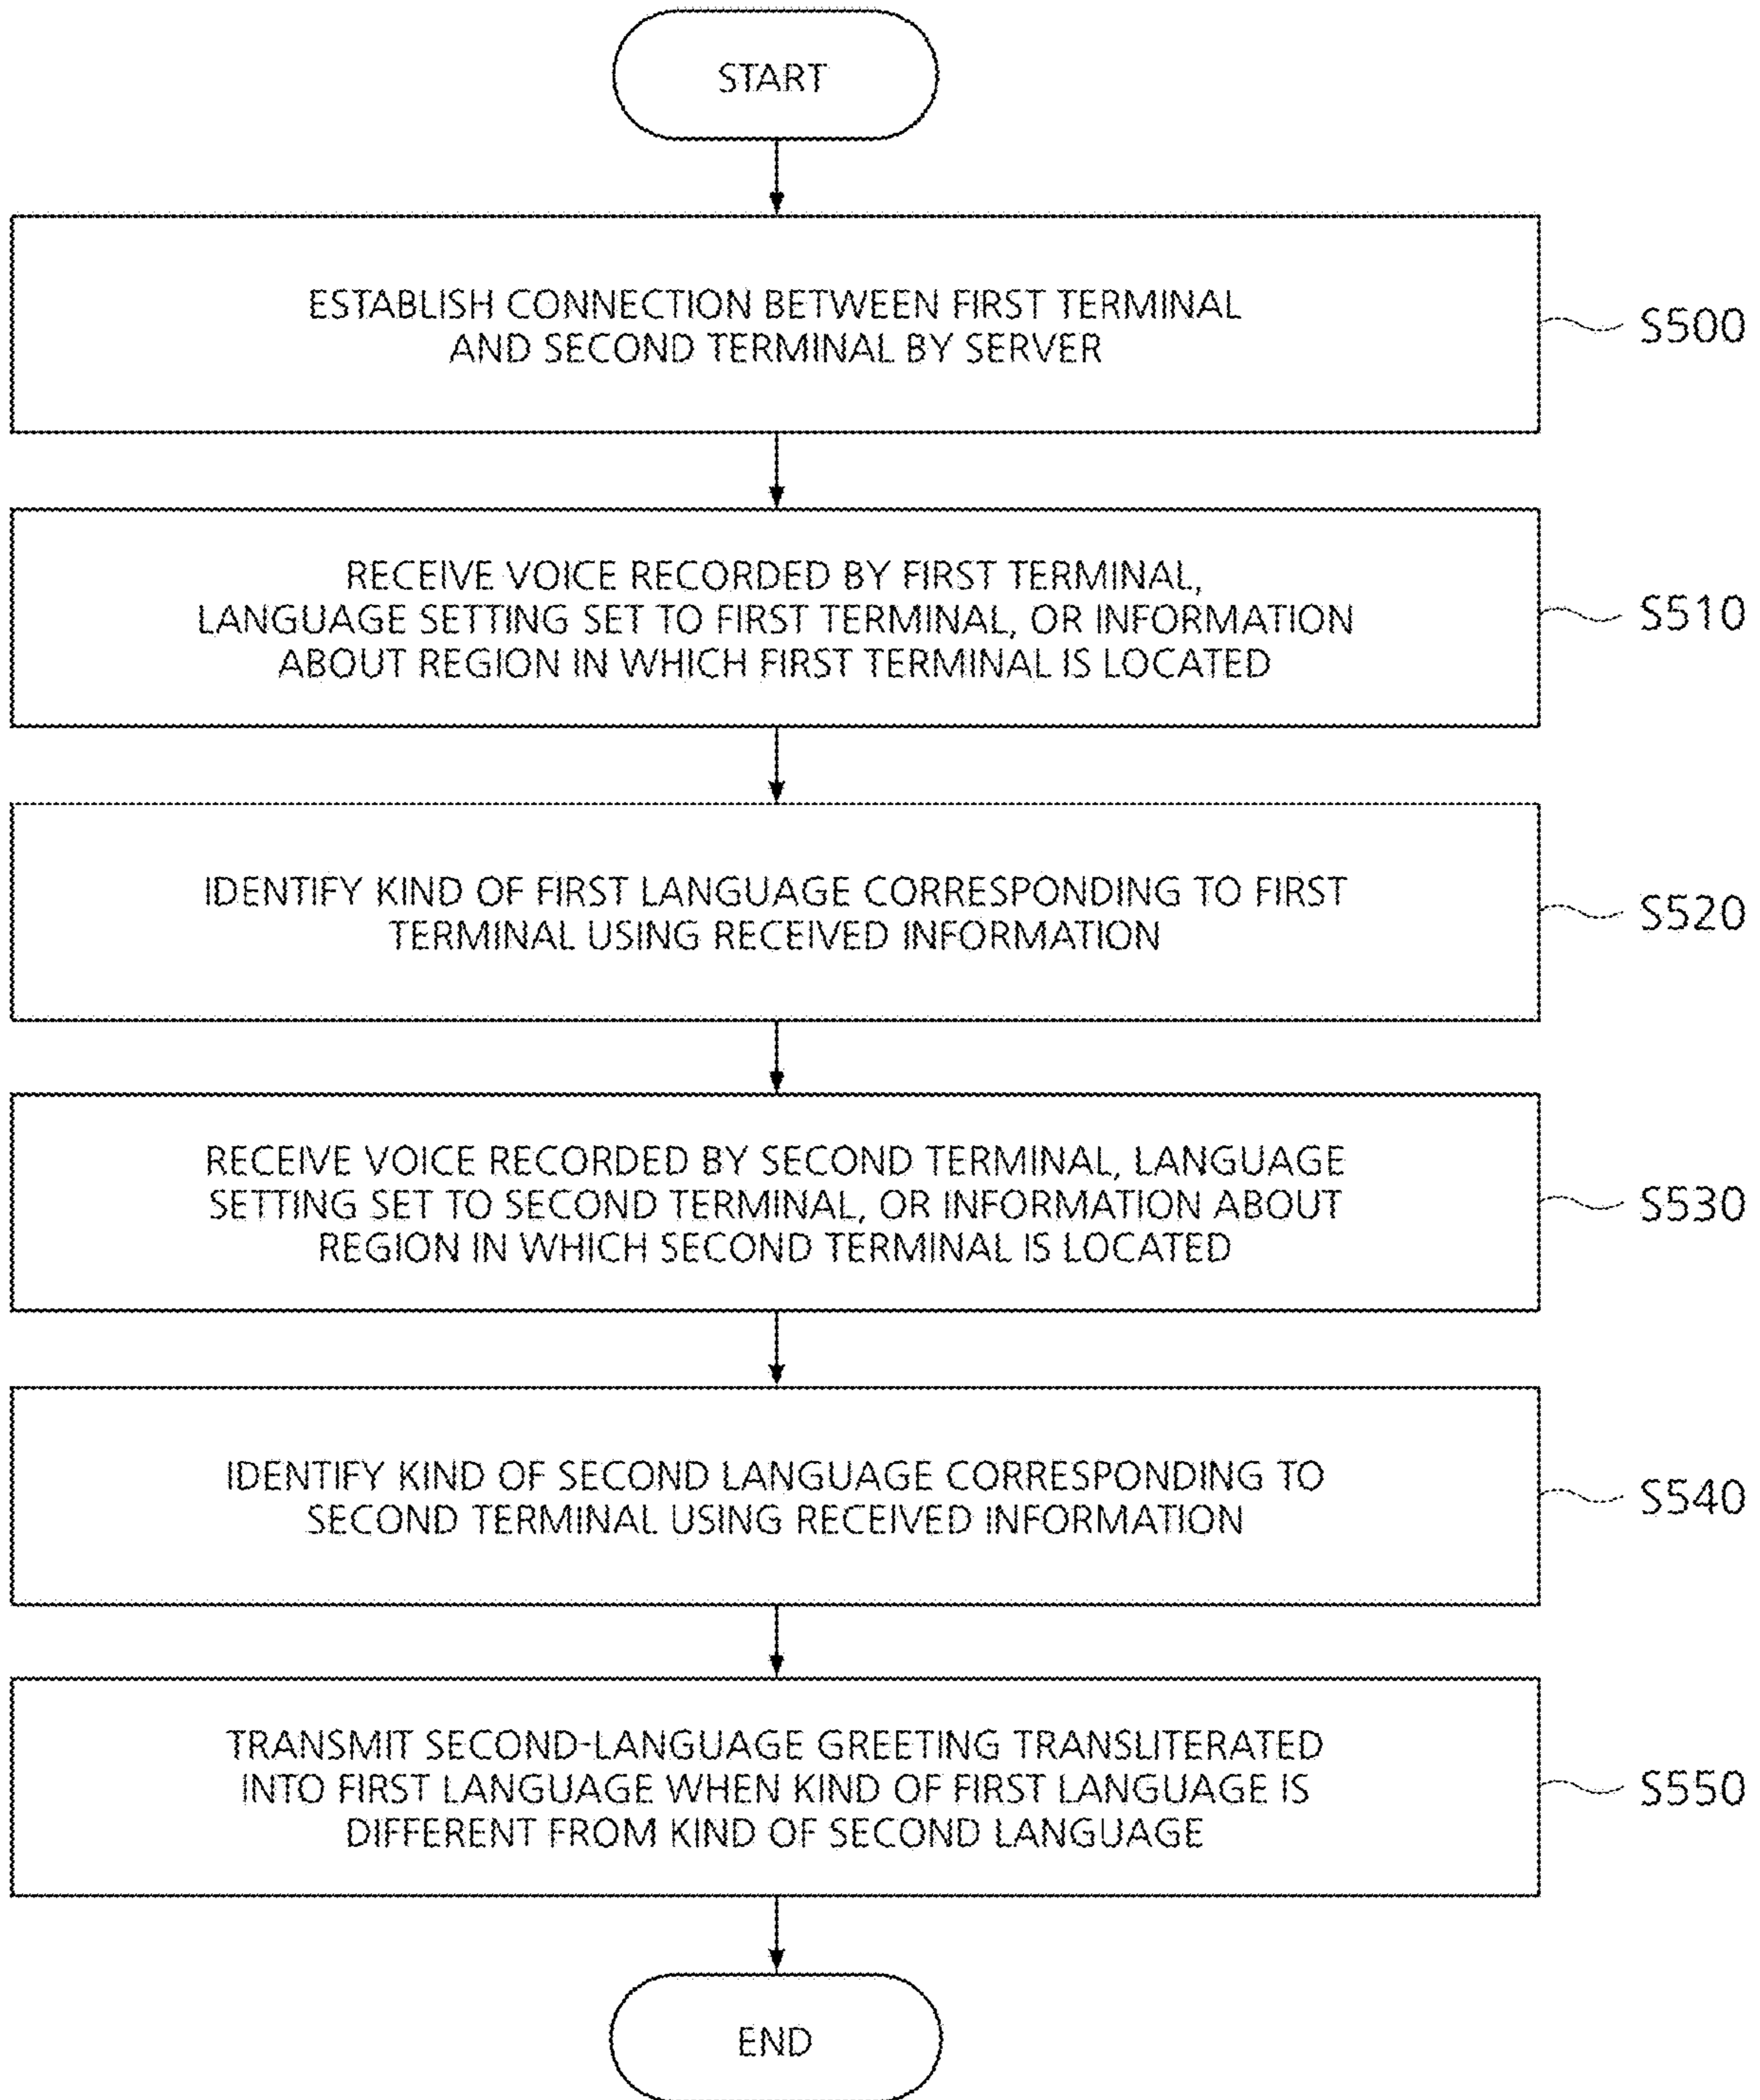 START
ESTABLISH CONNECTION BETWEEN FIRST TERMINAL
AND SECOND TERMINAL BY SERVER
S500
RECEIVE VOICE RECORDED BY FIRST TERMINAL,
LANGUAGE SETTING SET TO FIRST TERMINAL, OR INFORMATION
ABOUT REGION IN WHICH FIRST TERMINAL IS LOCATED
S510
IDENTIFY KIND OF FIRST LANGUAGE CORRESPONDING TO FIRST
TERMINAL USING RECEIVED INFORMATION
S520
RECEIVE VOICE RECORDED BY SECOND TERMINAL, LANGUAGE
SETTING SET TO SECOND TERMINAL, OR INFORMATION ABOUT
REGION IN WHICH SECOND TERMINAL IS LOCATED
S530
IDENTIFY KIND OF SECOND LANGUAGE CORRESPONDING TO
SECOND TERMINAL USING RECEIVED INFORMATION
S540
TRANSMIT SECOND-LANGUAGE GREETING TRANSLITERATED
INTO FIRST LANGUAGE WHEN KIND OF FIRST LANGUAGE IS
DIFFERENT FROM KIND OF SECOND LANGUAGE
S550
END